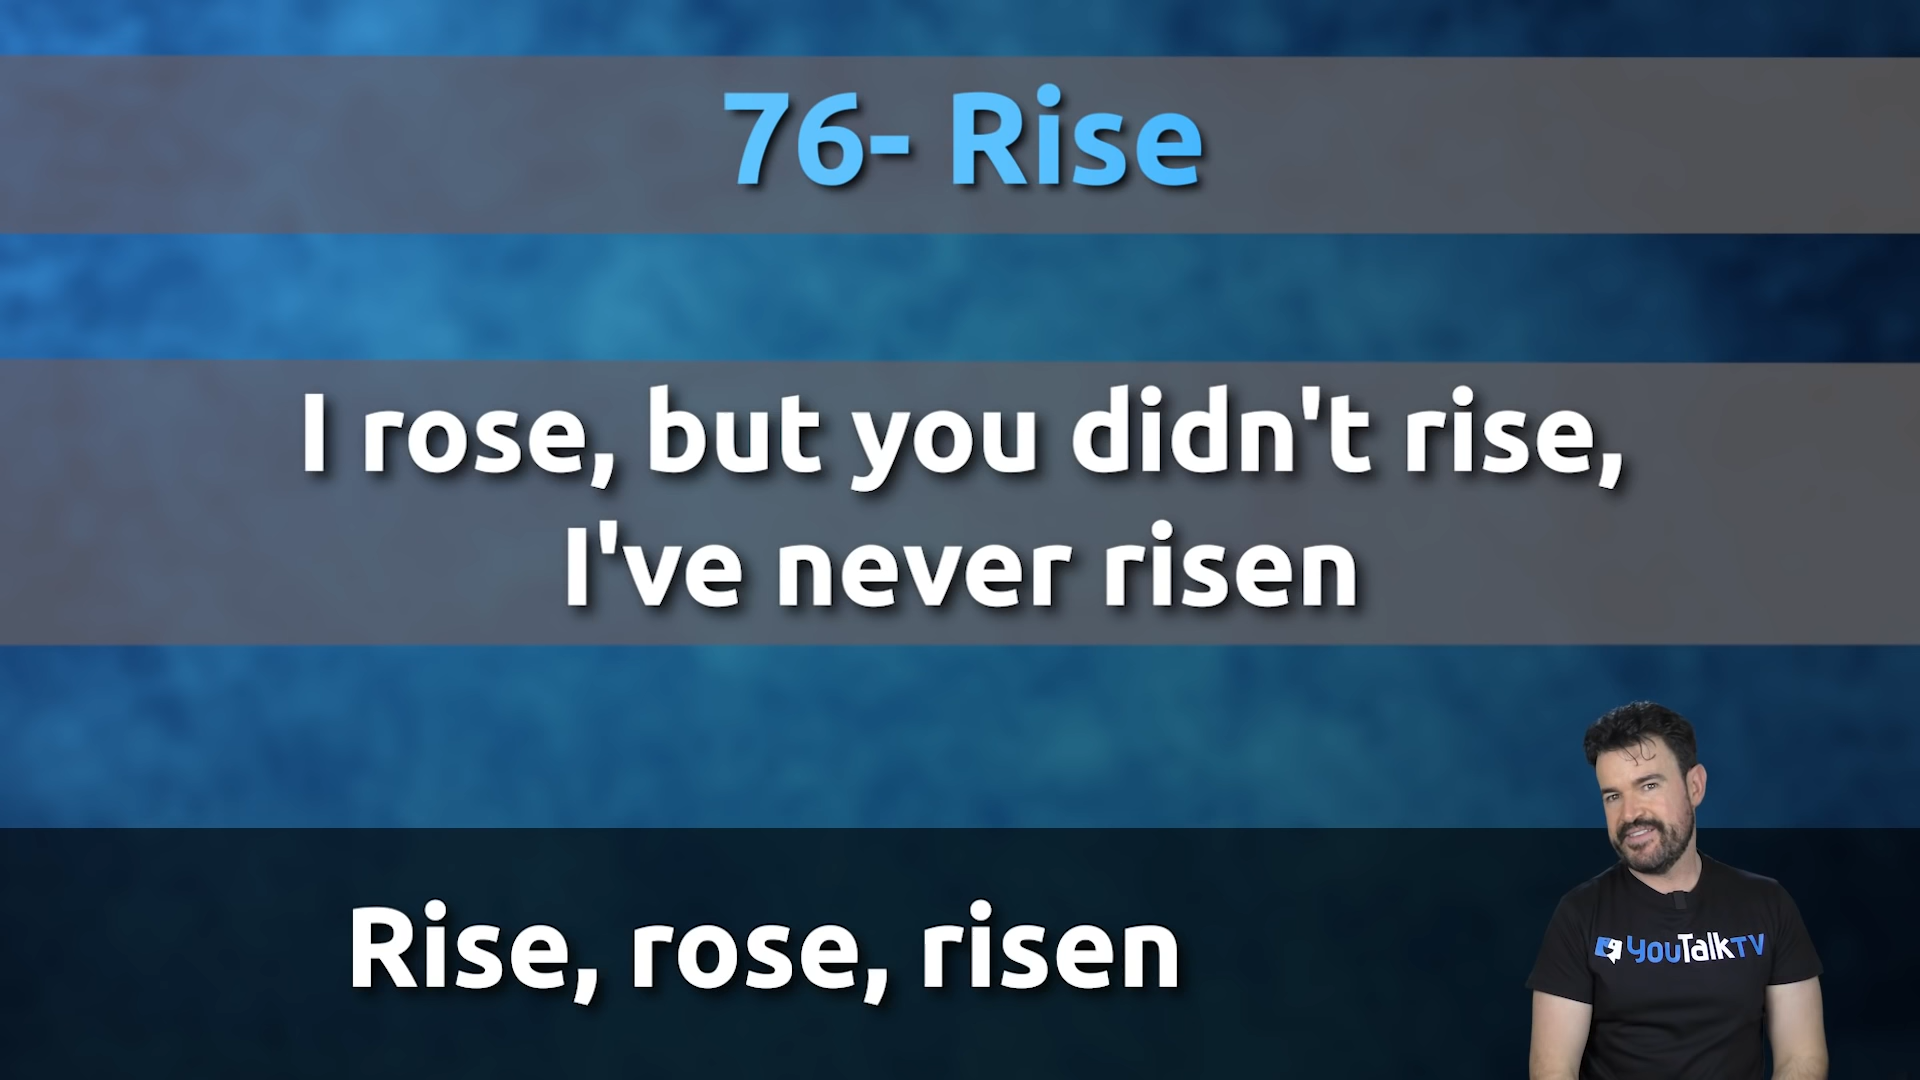 76- Rise
I rose, but you didn't rise,
I've never risen
Rise, rose, risen
youTalkTV